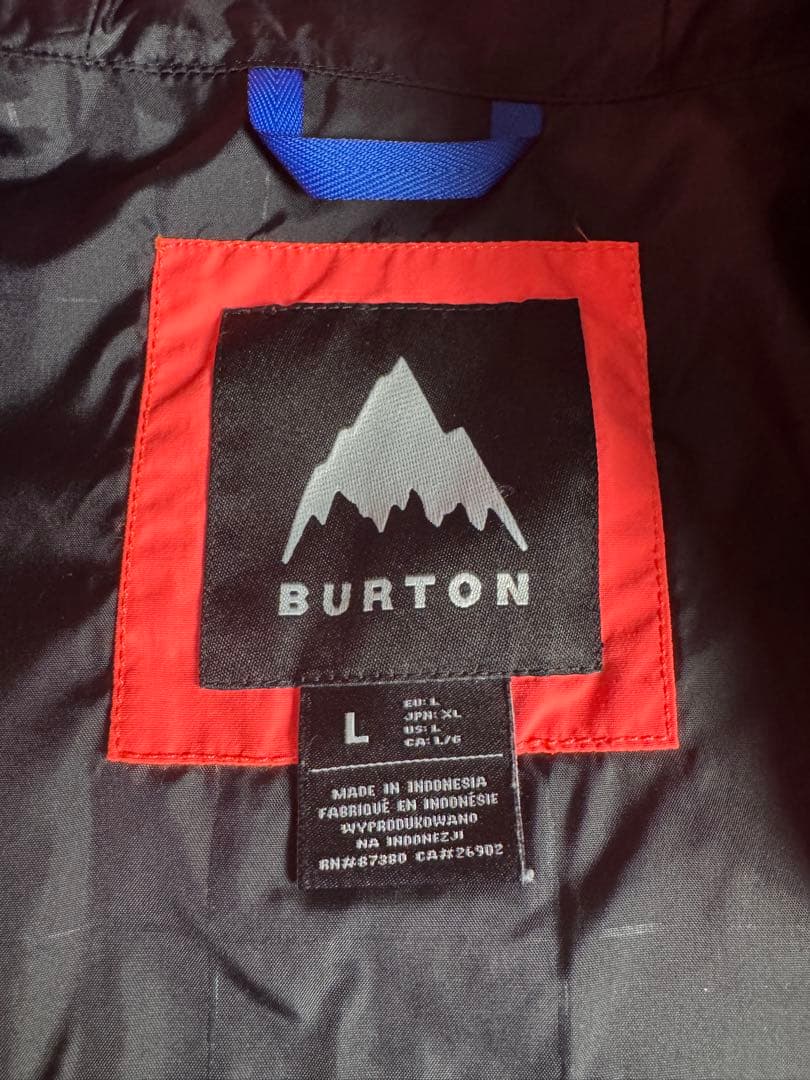 BURTON
L
EU: L
JPN: XL
US: L
CA: L/G
MADE IN INDONESIA
FABRIQUÉ EN INDONÉSIE
WYPRODUKOWANO
NA INDONEZJI
RN#87380 CA#26902